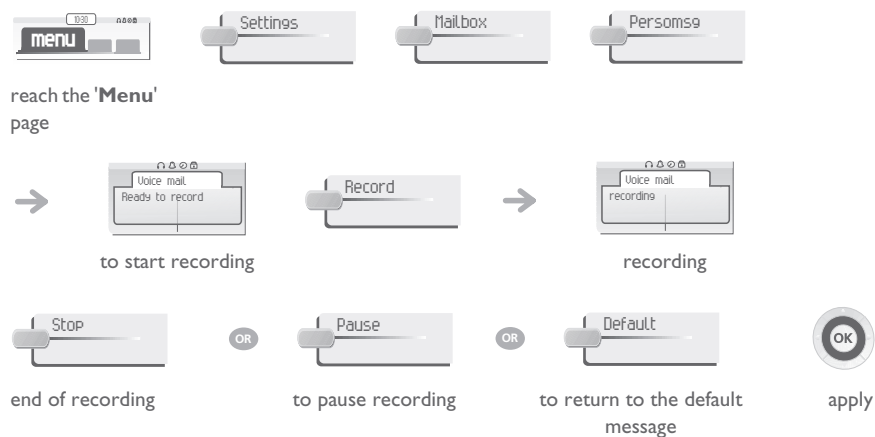 10:30
menu
Settings
Mailbox
Persomsg
reach the 'Menu'
page
Voice mail
Ready to record
Record
Voice mail
recording
to start recording
recording
Stop
OR
Pause
OR
Default
OK
end of recording
to pause recording
to return to the default
message
apply